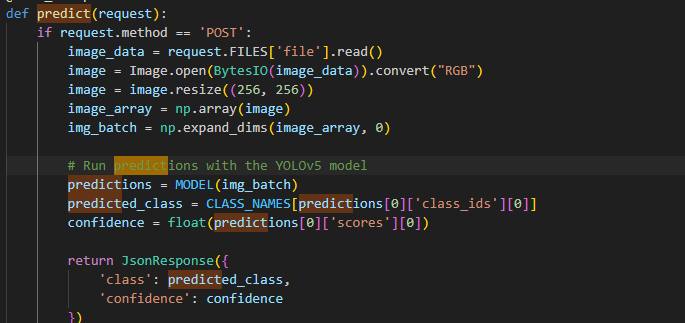 def predict(request):
    if request.method == 'POST':
        image_data = request.FILES['file'].read()
        image = Image.open(BytesIO(image_data)).convert("RGB")
        image = image.resize((256, 256))
        image_array = np.array(image)
        img_batch = np.expand_dims(image_array, 0)

        # Run predictions with the YOLOv5 model
        predictions = MODEL(img_batch)
        predicted_class = CLASS_NAMES[predictions[0]['class_ids'][0]]
        confidence = float(predictions[0]['scores'][0])

        return JsonResponse({
            'class': predicted_class,
            'confidence': confidence
        })